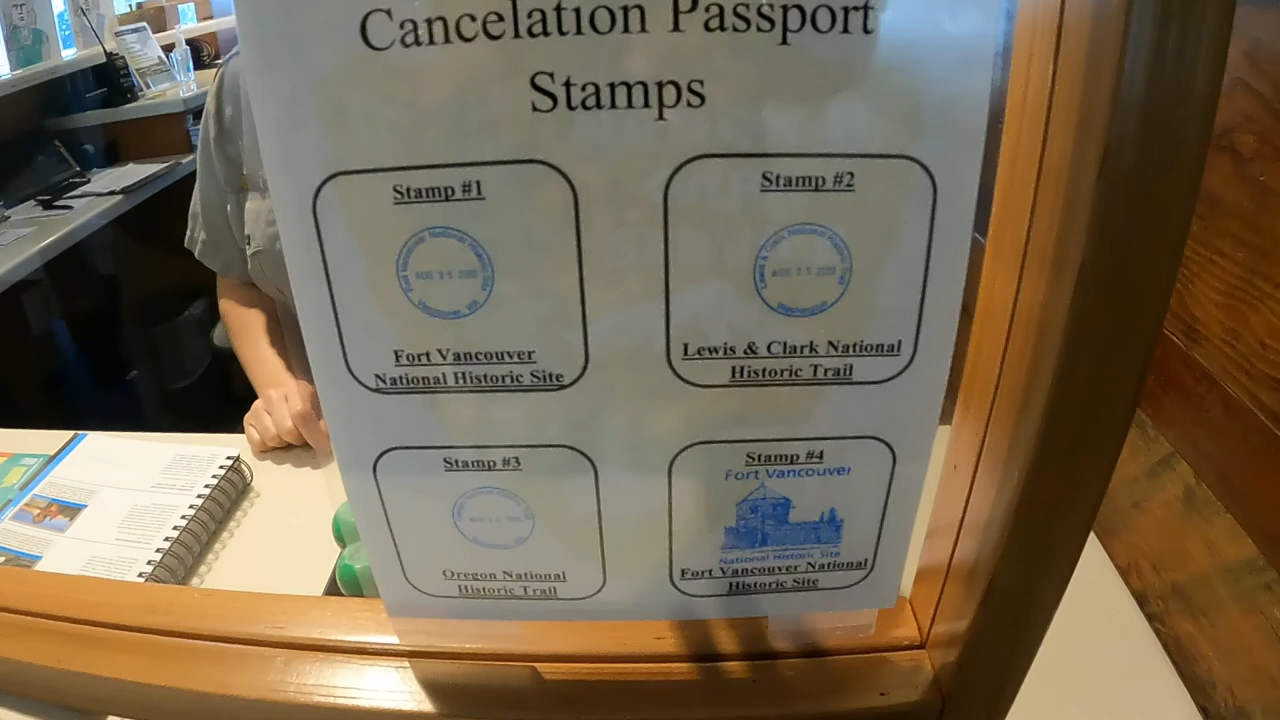 Cancelation Passport
Stamps
Stamp #1
Fort Vancouver
National Historic Site
Stamp #2
Lewis & Clark National
Historic Trail
Stamp #3
Oregon National
Historic Trail
Stamp #4
Fort Vancouver
National Historic Site
Fort Vancouver National
Historic Site